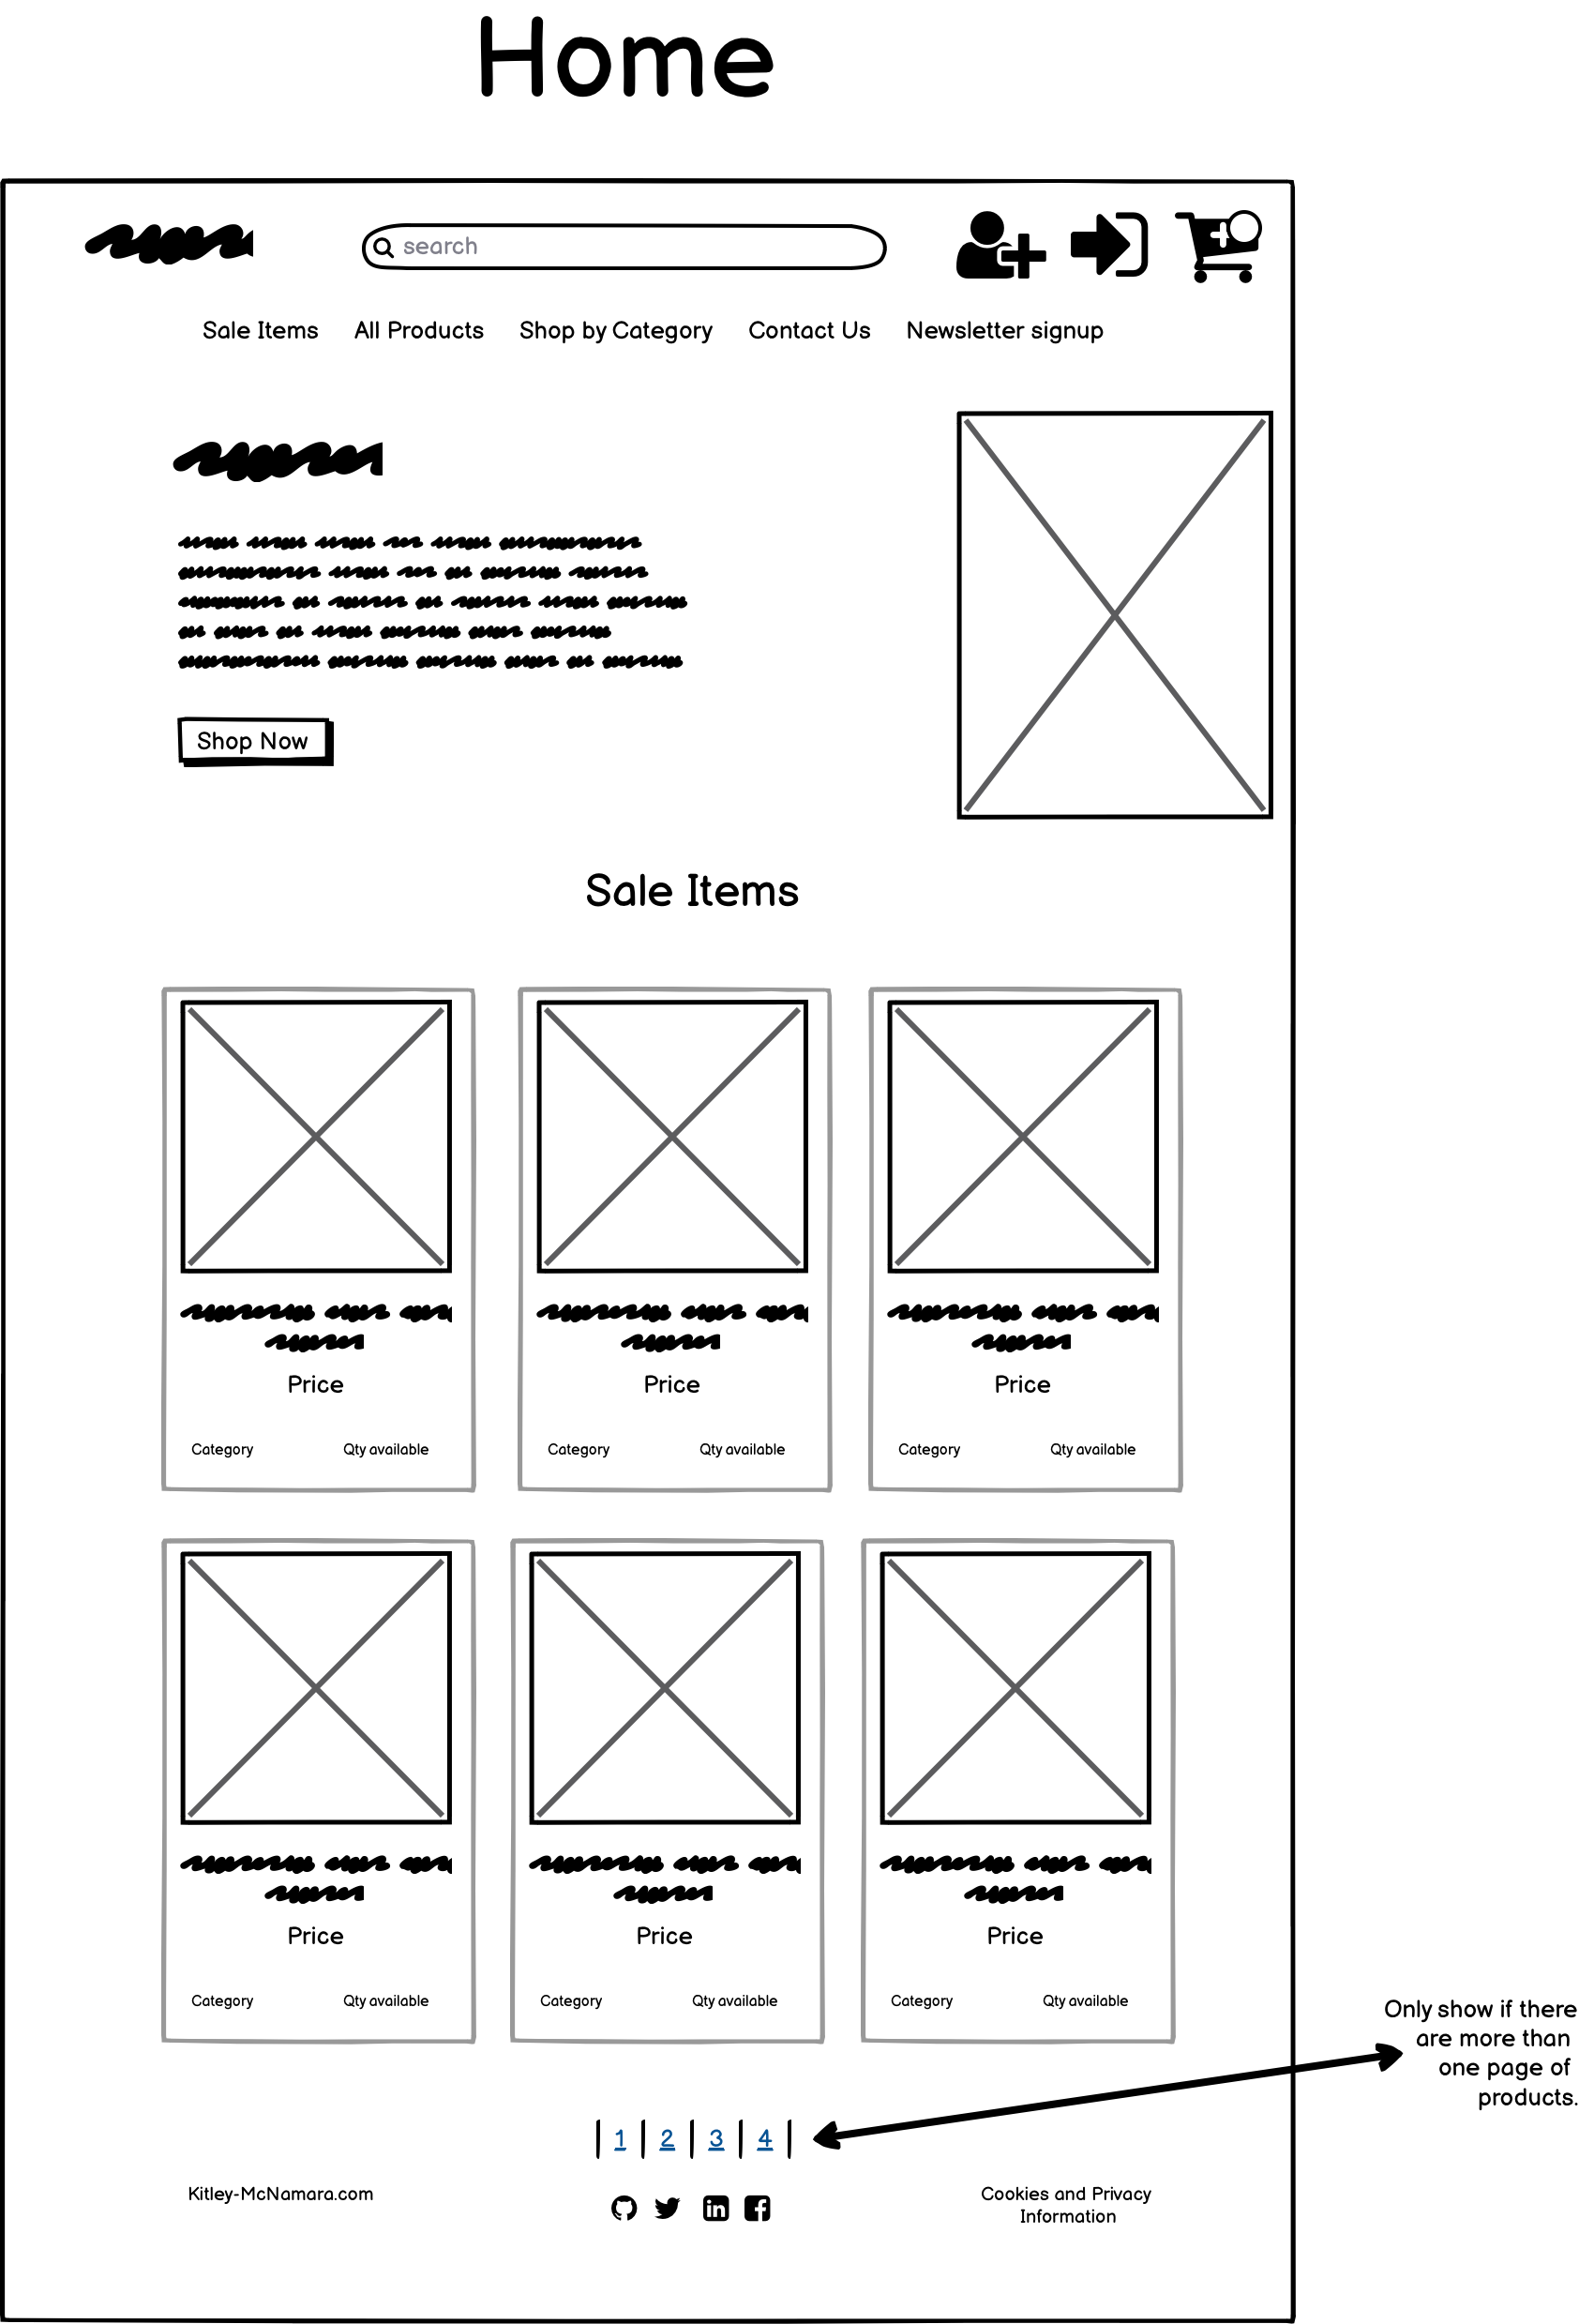 Home
search
Sale Items All Products Shop by Category Contact Us Newsletter signup
Shop Now
Sale Items
Price Price Price
Category Qty available Category Qty available Category Qty available
Price Price Price
Category Qty available Category Qty available Category Qty available
Only show if there
are more than
one page of
products.
1 2 3 4
Kitley-McNamara.com
Cookies and Privacy
Information